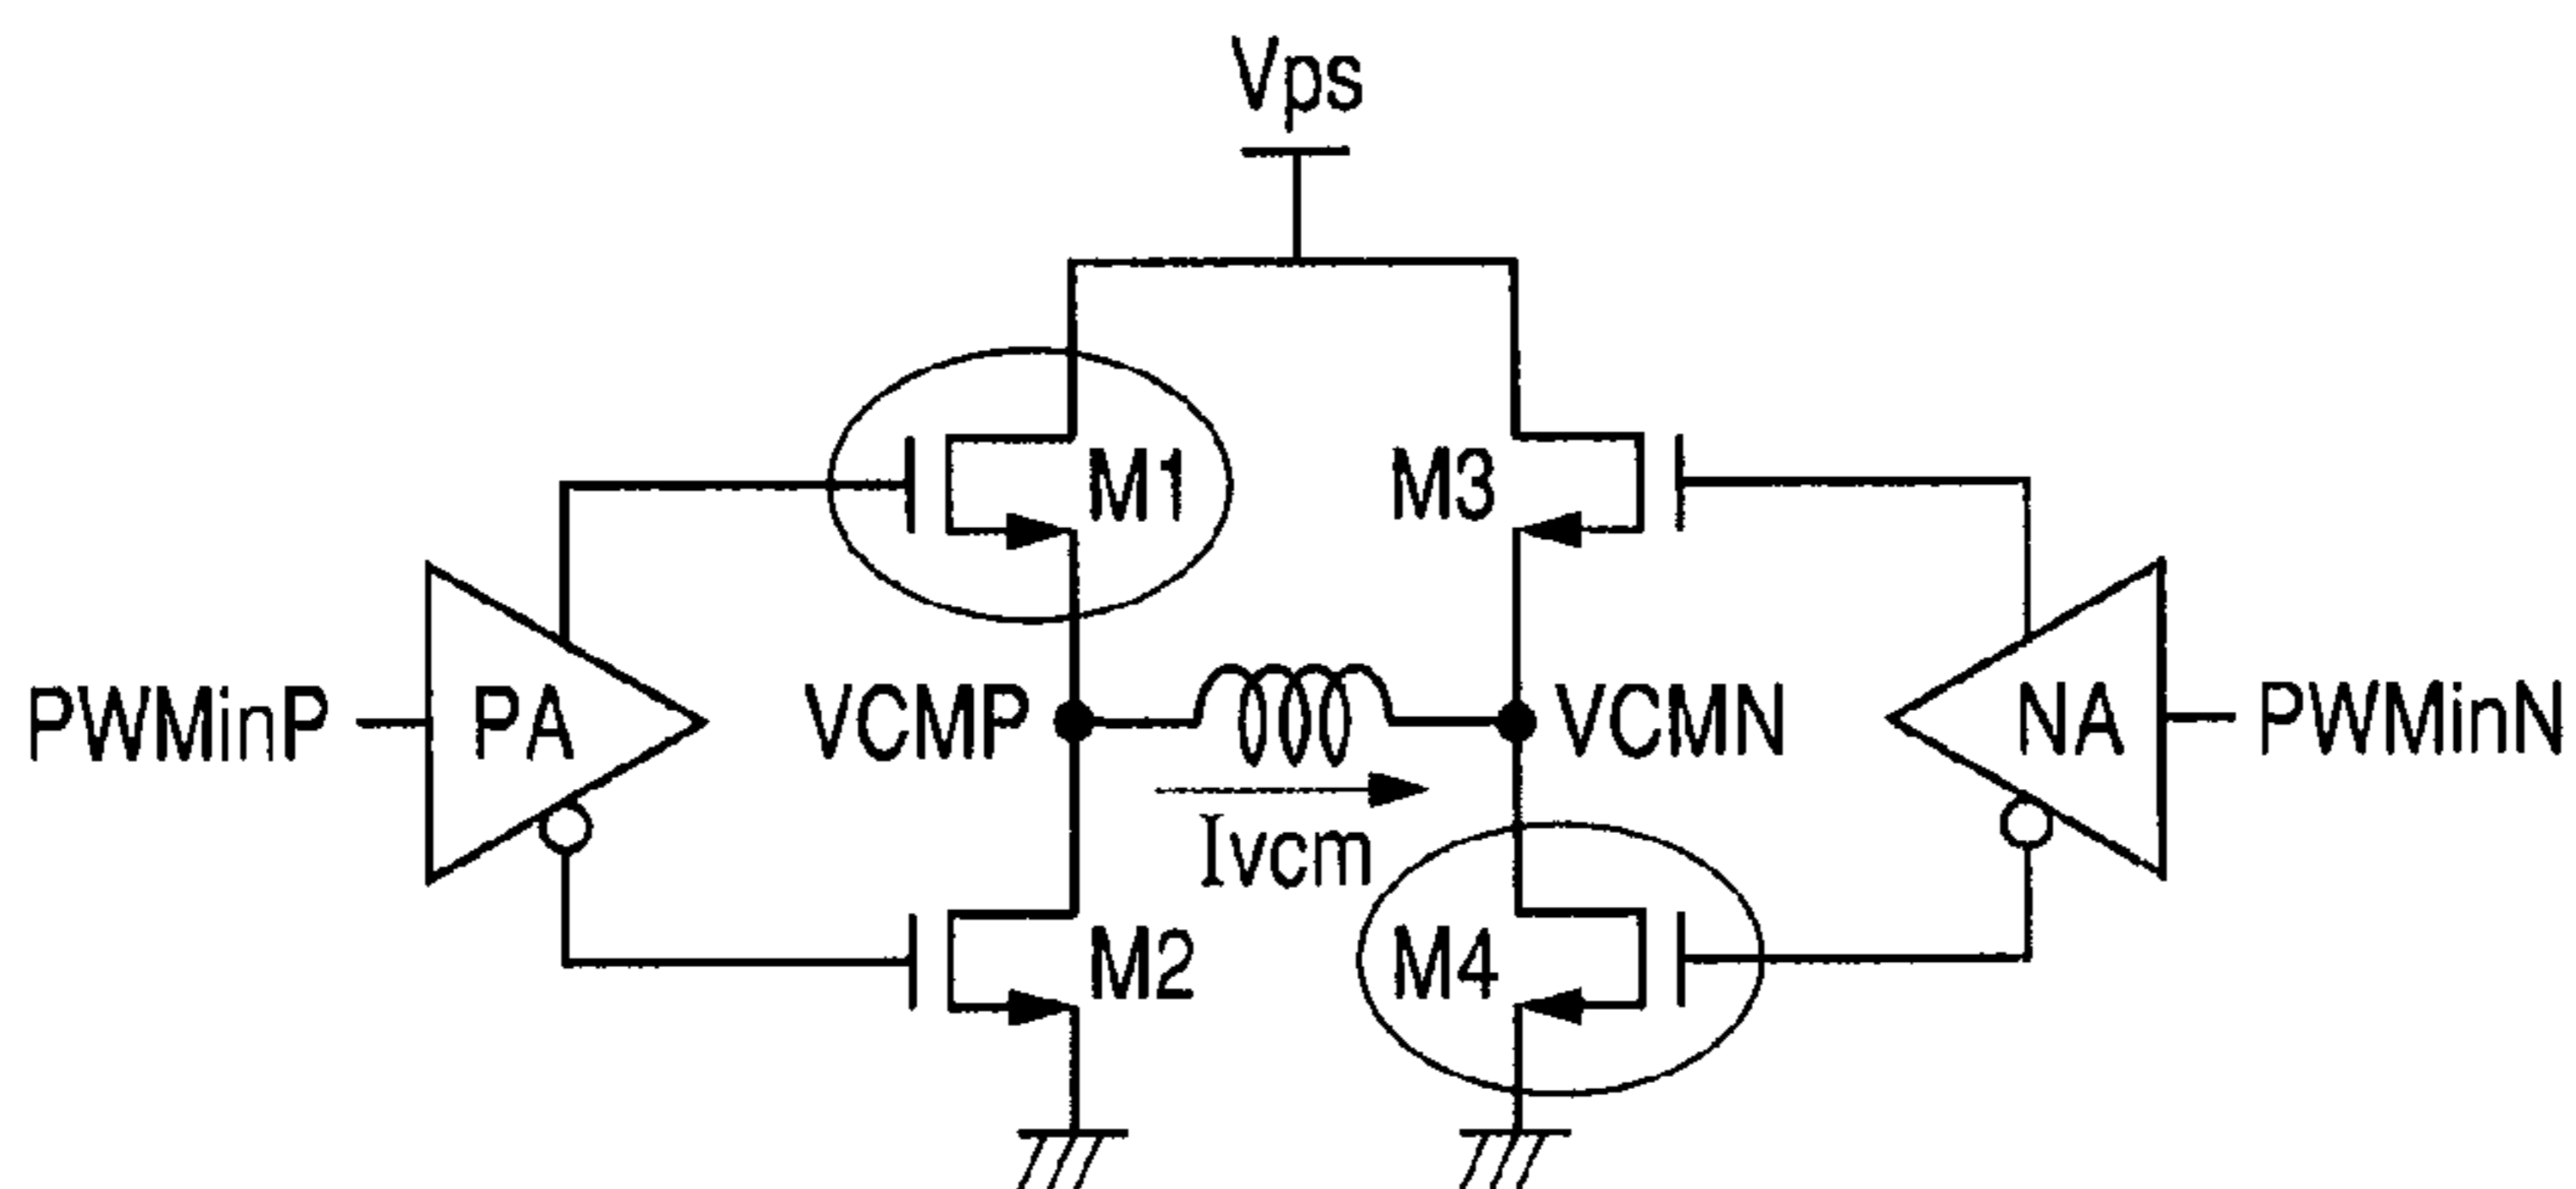 Vps
M1
M3
PWMinP
PA
VCMP
VCMN
NA
PWMinN
Ivcm
M2
M4